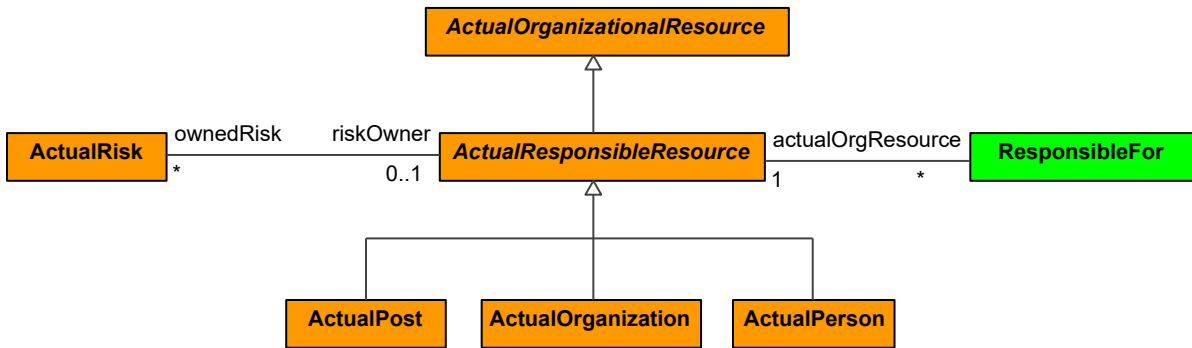 ActualOrganizationalResource
ownedRisk
riskOwner
actualOrgResource
ActualRisk
ActualResponsibleResource
ResponsibleFor
*
0..1
1
*
ActualPost
ActualOrganization
ActualPerson